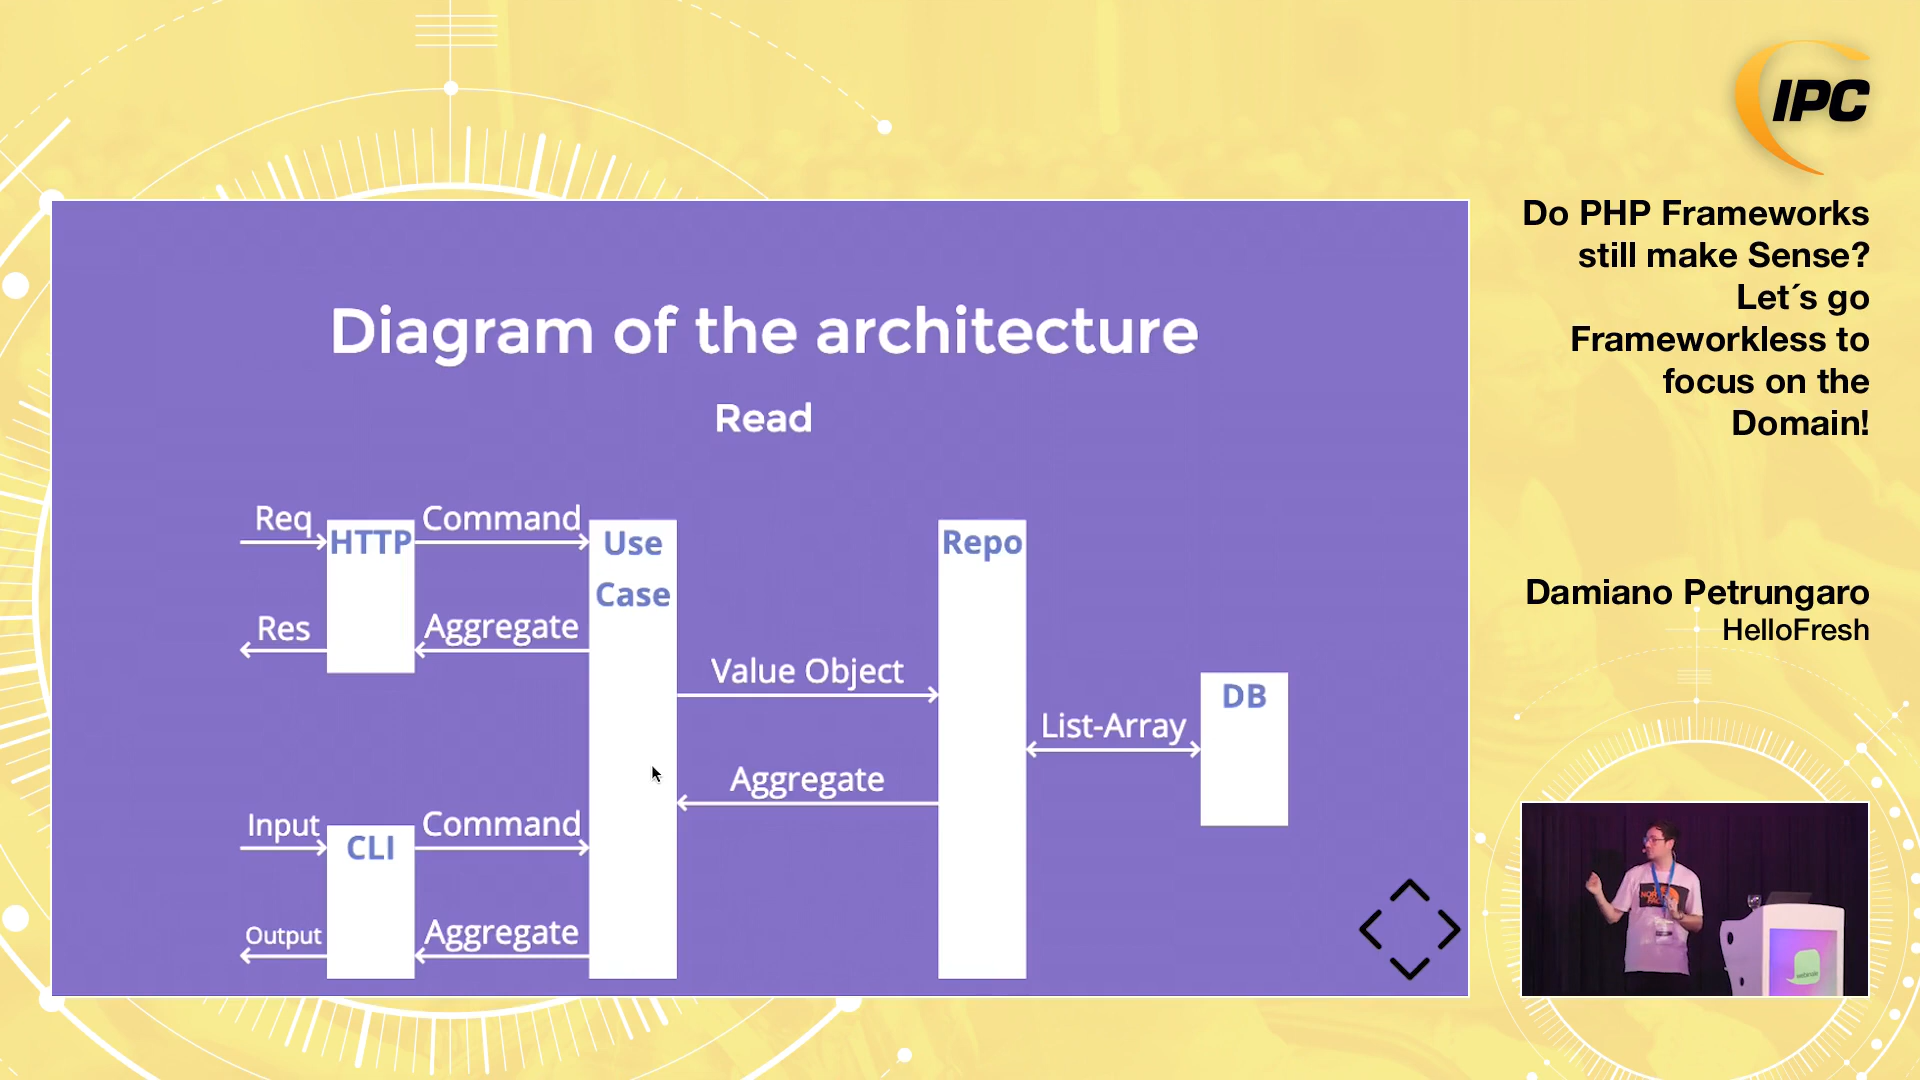 IPC
Do PHP Frameworks
still make Sense?
Let´s go
Frameworkless to
focus on the
Domain!
Damiano Petrungaro
HelloFresh
Diagram of the architecture
Read
Req
HTTP
Command
Use
Case
Repo
Res
Aggregate
Value Object
DB
List-Array
Aggregate
Input
CLI
Command
Output
Aggregate